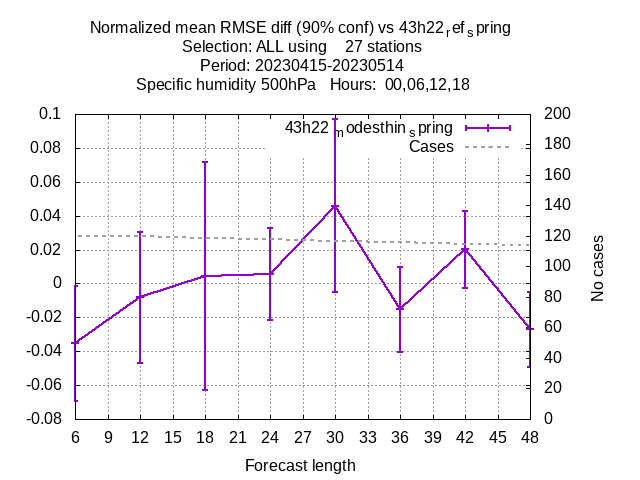 Normalized mean RMSE diff (90% conf) vs 43h22refspring
Selection: ALL using 27 stations
Period: 20230415-20230514
Specific humidity 500hPa Hours: 00,06,12,18
43h22modesthinspring
Cases
0.1
0.08
0.06
0.04
0.02
0
-0.02
-0.04
-0.06
-0.08
200
180
160
140
120
100
80
60
40
20
0
No cases
6 9 12 15 18 21 24 27 30 33 36 39 42 45 48
Forecast length